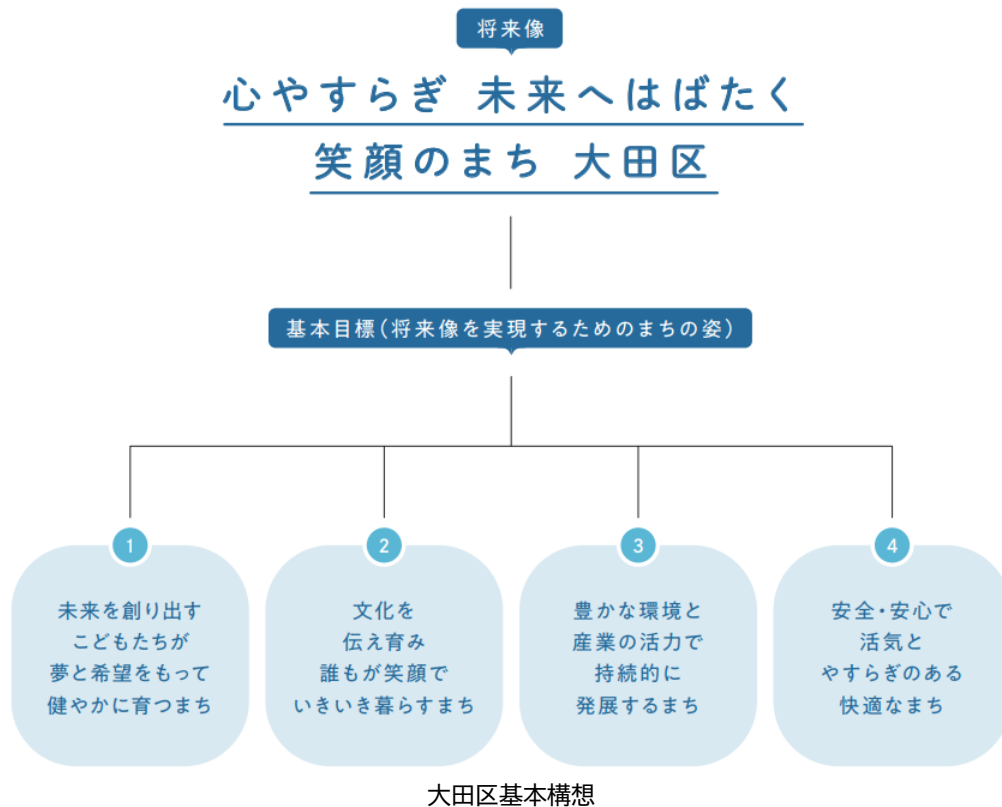 将来像
心やすらぎ 未来へはばたく
笑顔のまち 大田区
基本目標(将来像を実現するためのまちの姿)
1
未来を創り出す
こどもたちが
夢と希望をもって
健やかに育つまち
2
文化を
伝え育み
誰もが笑顔で
いきいき暮らすまち
3
豊かな環境と
産業の活力で
持続的に
発展するまち
4
安全・安心で
活気と
やすらぎのある
快適なまち
大田区基本構想